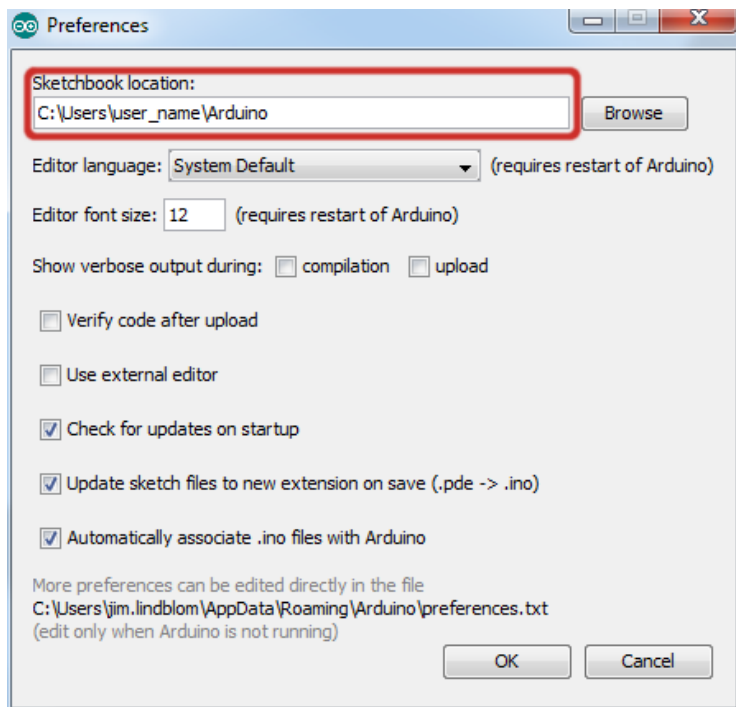 Preferences
Sketchbook location:
C:\Users\user_name\Arduino
Browse
Editor language: System Default (requires restart of Arduino)
Editor font size: 12 (requires restart of Arduino)
Show verbose output during: compilation upload
Verify code after upload
Use external editor
Check for updates on startup
Update sketch files to new extension on save (.pde -> .ino)
Automatically associate .ino files with Arduino
More preferences can be edited directly in the file
C:\Users\jim.lindblom\AppData\Roaming\Arduino\preferences.txt
(edit only when Arduino is not running)
OK Cancel